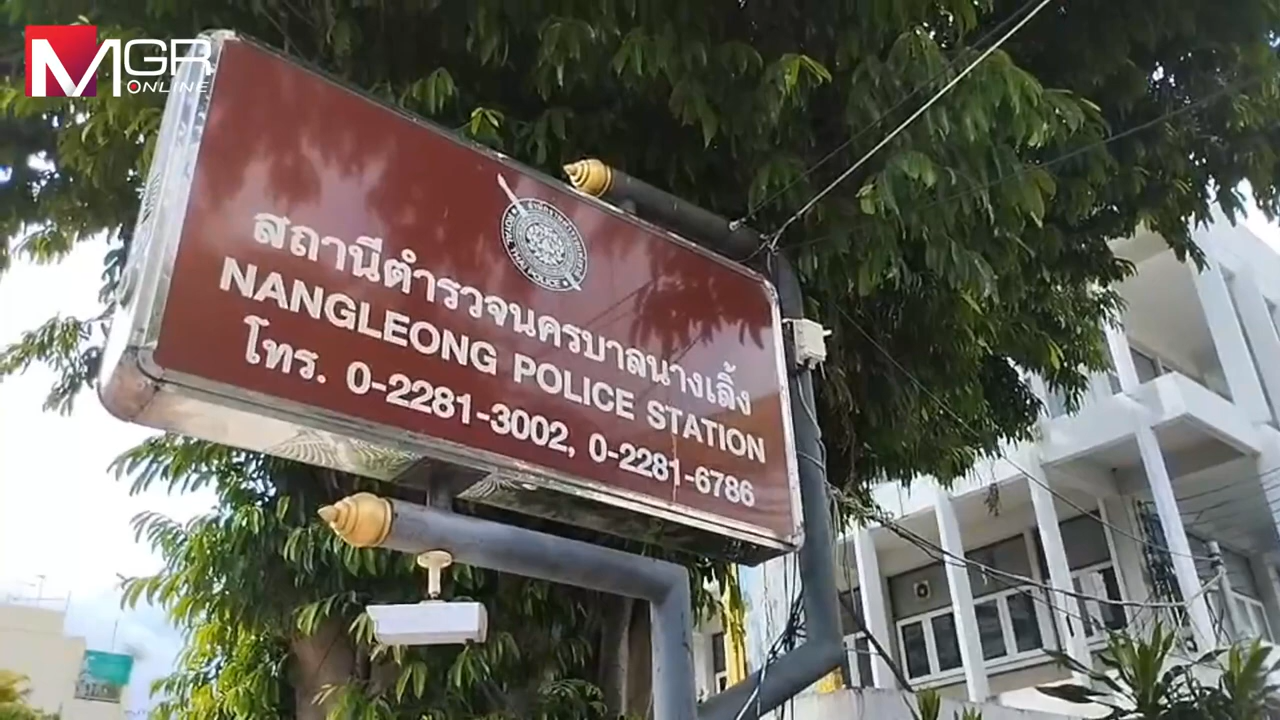 MGR
ONLINE
สถานีตำรวจนครบาลนางเลิ้ง
NANGLEONG POLICE STATION
โทร. 0-2281-3002, 0-2281-6786